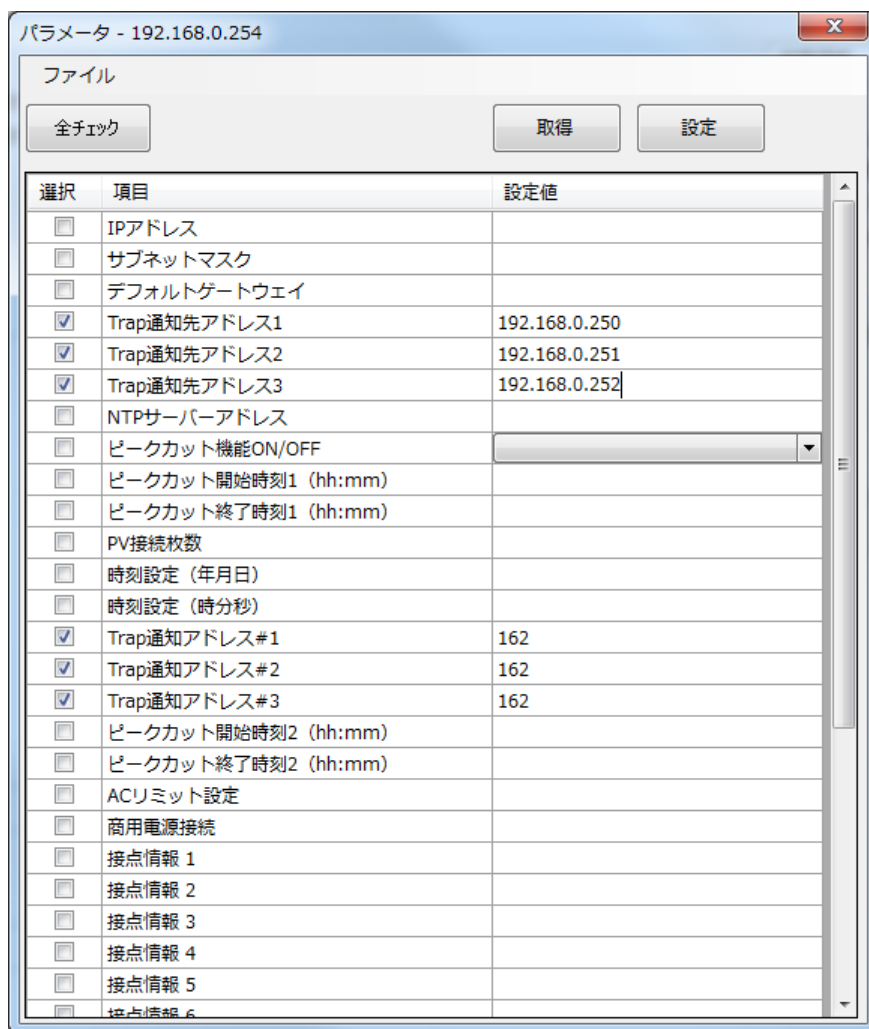 パラメータ - 192.168.0.254
ファイル
全チェック 取得 設定
選択 項目 設定値
IPアドレス
サブネットマスク
デフォルトゲートウェイ
Trap通知先アドレス1 192.168.0.250
Trap通知先アドレス2 192.168.0.251
Trap通知先アドレス3 192.168.0.252
NTPサーバーアドレス
ピークカット機能ON/OFF
ピークカット開始時刻1（hh:mm）
ピークカット終了時刻1（hh:mm）
PV接続枚数
時刻設定（年月日）
時刻設定（時分秒）
Trap通知アドレス#1 162
Trap通知アドレス#2 162
Trap通知アドレス#3 162
ピークカット開始時刻2（hh:mm）
ピークカット終了時刻2（hh:mm）
ACリミット設定
商用電源接続
接点情報 1
接点情報 2
接点情報 3
接点情報 4
接点情報 5
接点情報 6